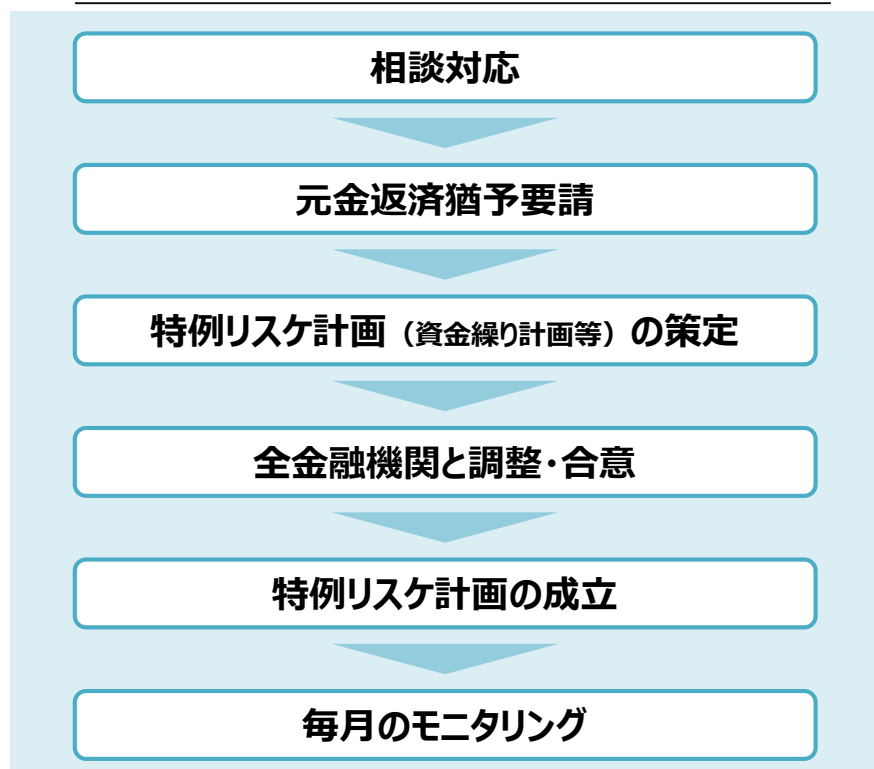 相談対応
元金返済猶予要請
特例リスケ計画（資金繰り計画等）の策定
全金融機関と調整・合意
特例リスケ計画の成立
毎月のモニタリング